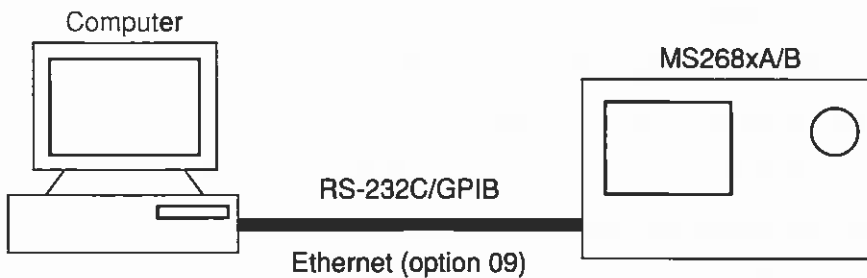 Computer
MS268xA/B
RS-232C/GPIB
Ethernet (option 09)